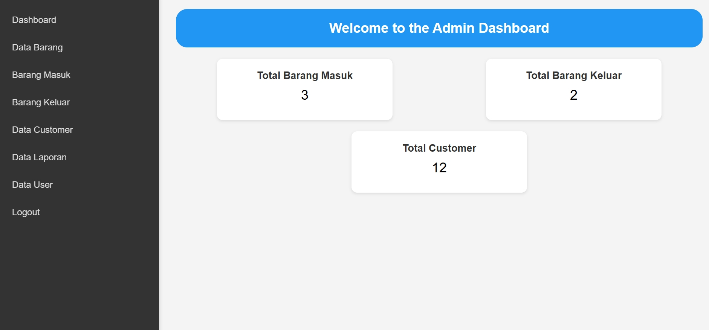 Dashboard
Data Barang
Barang Masuk
Barang Keluar
Data Customer
Data Laporan
Data User
Logout
Welcome to the Admin Dashboard
Total Barang Masuk
3
Total Barang Keluar
2
Total Customer
12